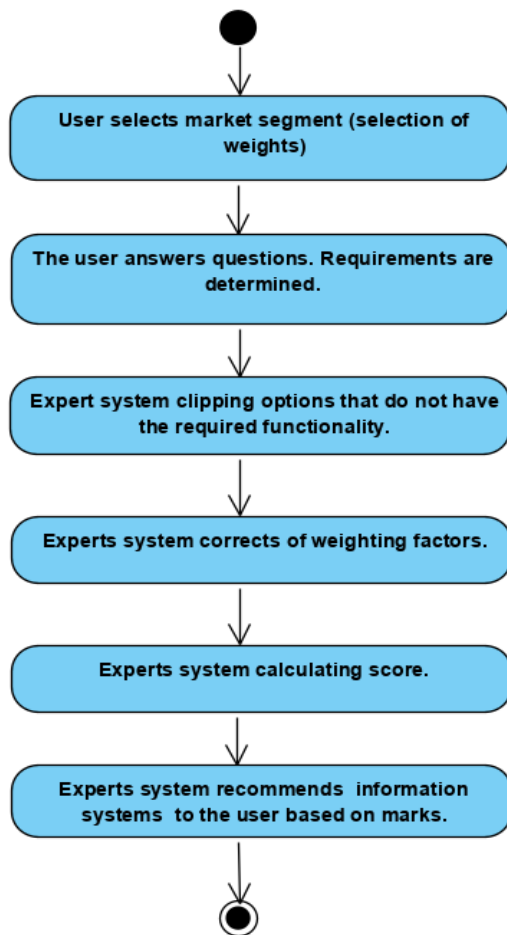 User selects market segment (selection of
weights)
The user answers questions. Requirements are
determined.
Expert system clipping options that do not have
the required functionality.
Experts system corrects of weighting factors.
Experts system calculating score.
Experts system recommends  information
systems  to the user based on marks.